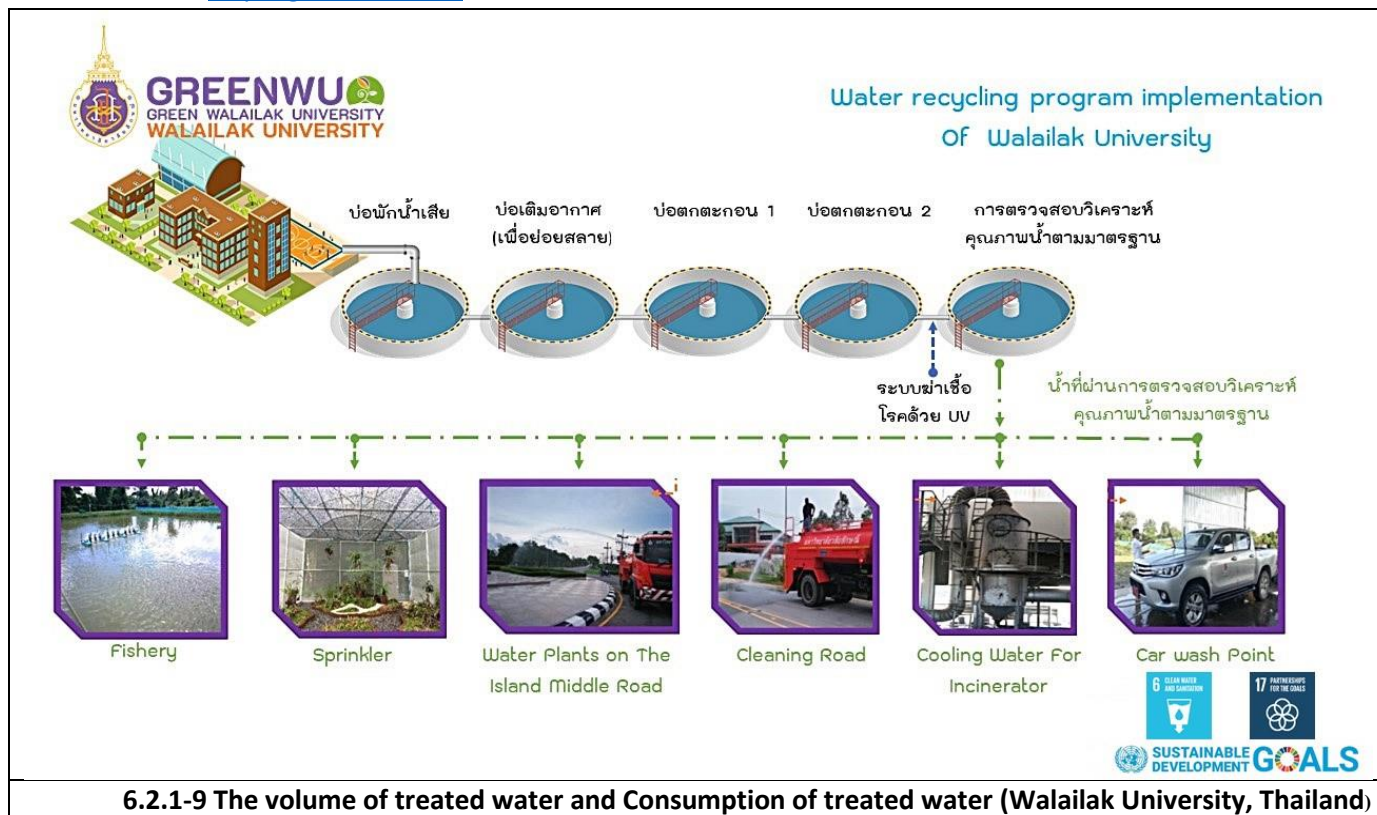 GREENWU
GREEN WALAILAK UNIVERSITY
WALAILAK UNIVERSITY
Water recycling program implementation
Of Walailak University
บ่อพักน้ำเสีย
บ่อเติมอากาศ
(เพื่อย่อยสลาย)
บ่อตกตะกอน 1
บ่อตกตะกอน 2
การตรวจสอบวิเคราะห์
คุณภาพน้ำตามมาตรฐาน
ระบบฆ่าเชื้อ
โรคด้วย UV
น้ำที่ผ่านการตรวจสอบวิเคราะห์
คุณภาพน้ำตามมาตรฐาน
Fishery
Sprinkler
Water Plants on The
Island Middle Road
Cleaning Road
Cooling Water For
Incinerator
Car wash Point
6 CLEAN WATER
AND SANITATION
17 PARTNERSHIPS
FOR THE GOALS
SUSTAINABLE
DEVELOPMENT GOALS
6.2.1-9 The volume of treated water and Consumption of treated water (Walailak University, Thailand)